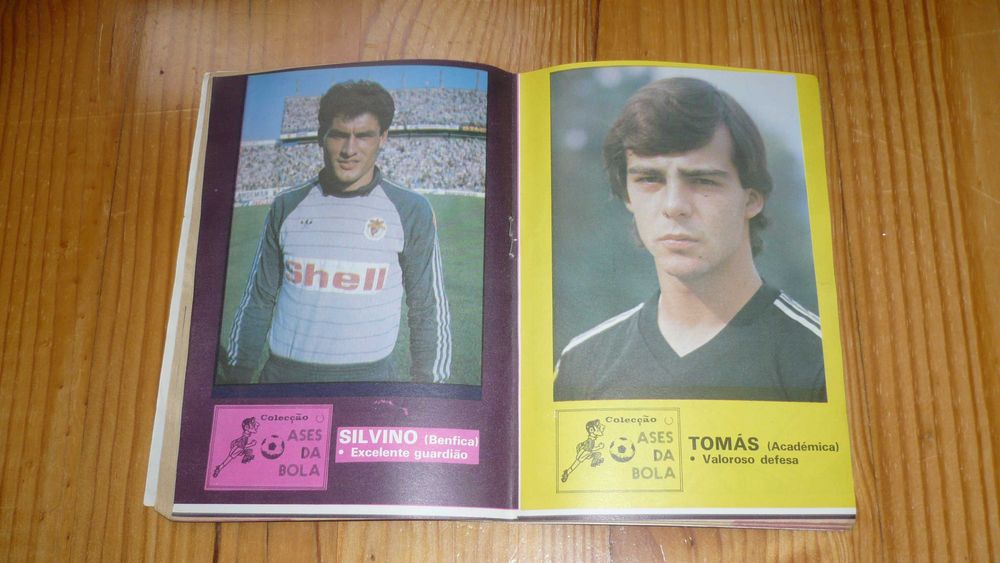 Shell
Colecção
ASES
DA
BOLA
SILVINO (Benfica)
• Excelente guardião
Colecção
ASES
DA
BOLA
TOMÁS (Académica)
• Valoroso defesa